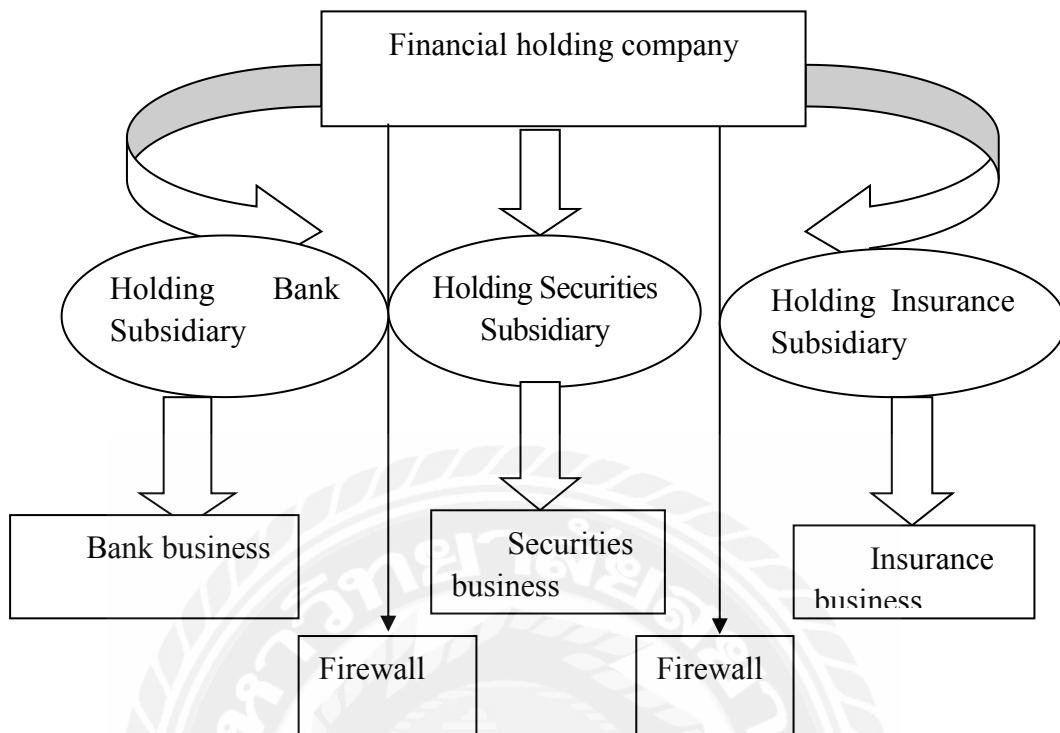 Financial holding company
Holding Bank
Subsidiary
Holding Securities
Subsidiary
Holding Insurance
Subsidiary
Bank business
Securities
business
Insurance
business
Firewall
Firewall